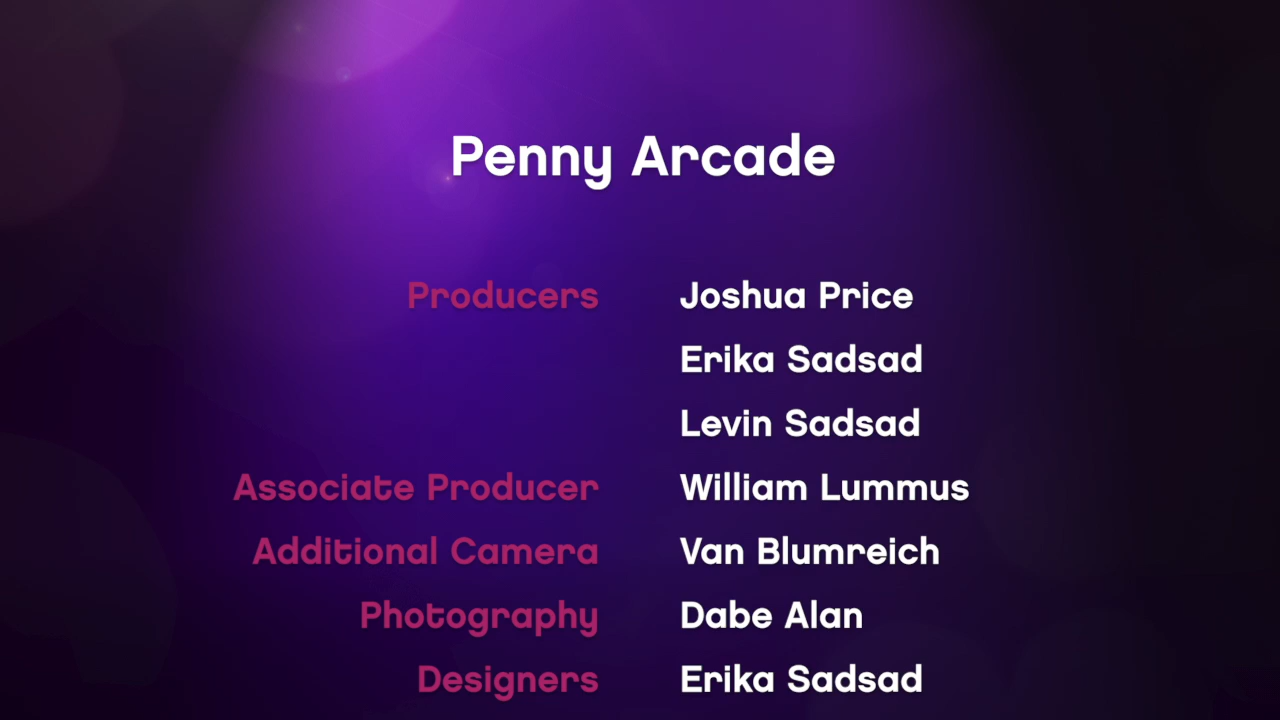 Penny Arcade
Producers Joshua Price
Erika Sadsad
Levin Sadsad
Associate Producer William Lummus
Additional Camera Van Blumreich
Photography Dabe Alan
Designers Erika Sadsad